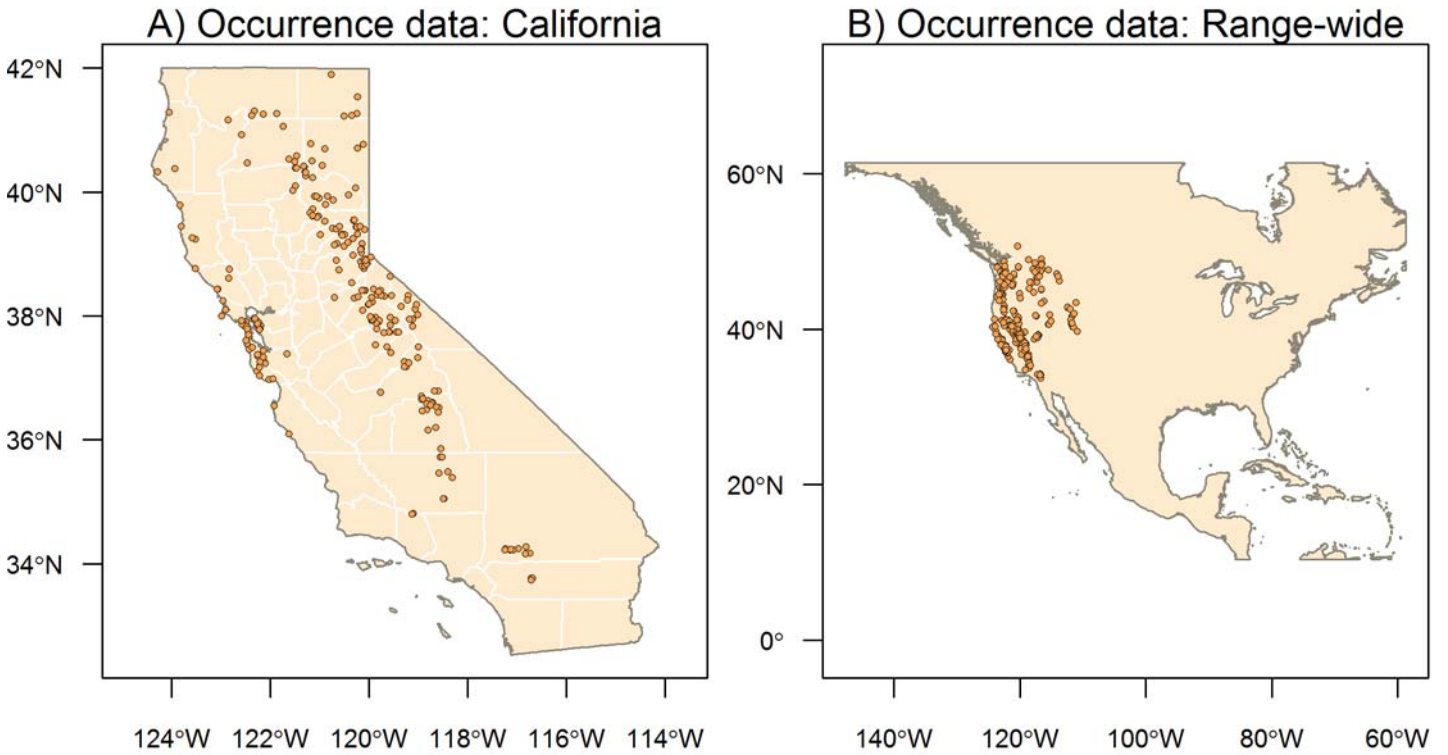 A) Occurrence data: California
42°N
40°N
38°N
36°N
34°N
124°W 122°W 120°W 118°W 116°W 114°W
B) Occurrence data: Range-wide
60°N
40°N
20°N
0°
140°W 120°W 100°W 80°W 60°W